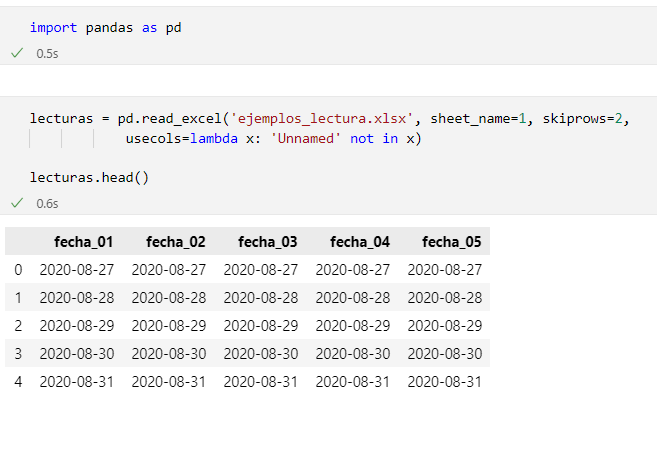 import pandas as pd
0.5s
lecturas = pd.read_excel('ejemplos_lectura.xlsx', sheet_name=1, skiprows=2,
usecols=lambda x: 'Unnamed' not in x)
lecturas.head()
0.6s
fecha_01 fecha_02 fecha_03 fecha_04 fecha_05
0 2020-08-27 2020-08-27 2020-08-27 2020-08-27 2020-08-27
1 2020-08-28 2020-08-28 2020-08-28 2020-08-28 2020-08-28
2 2020-08-29 2020-08-29 2020-08-29 2020-08-29 2020-08-29
3 2020-08-30 2020-08-30 2020-08-30 2020-08-30 2020-08-30
4 2020-08-31 2020-08-31 2020-08-31 2020-08-31 2020-08-31